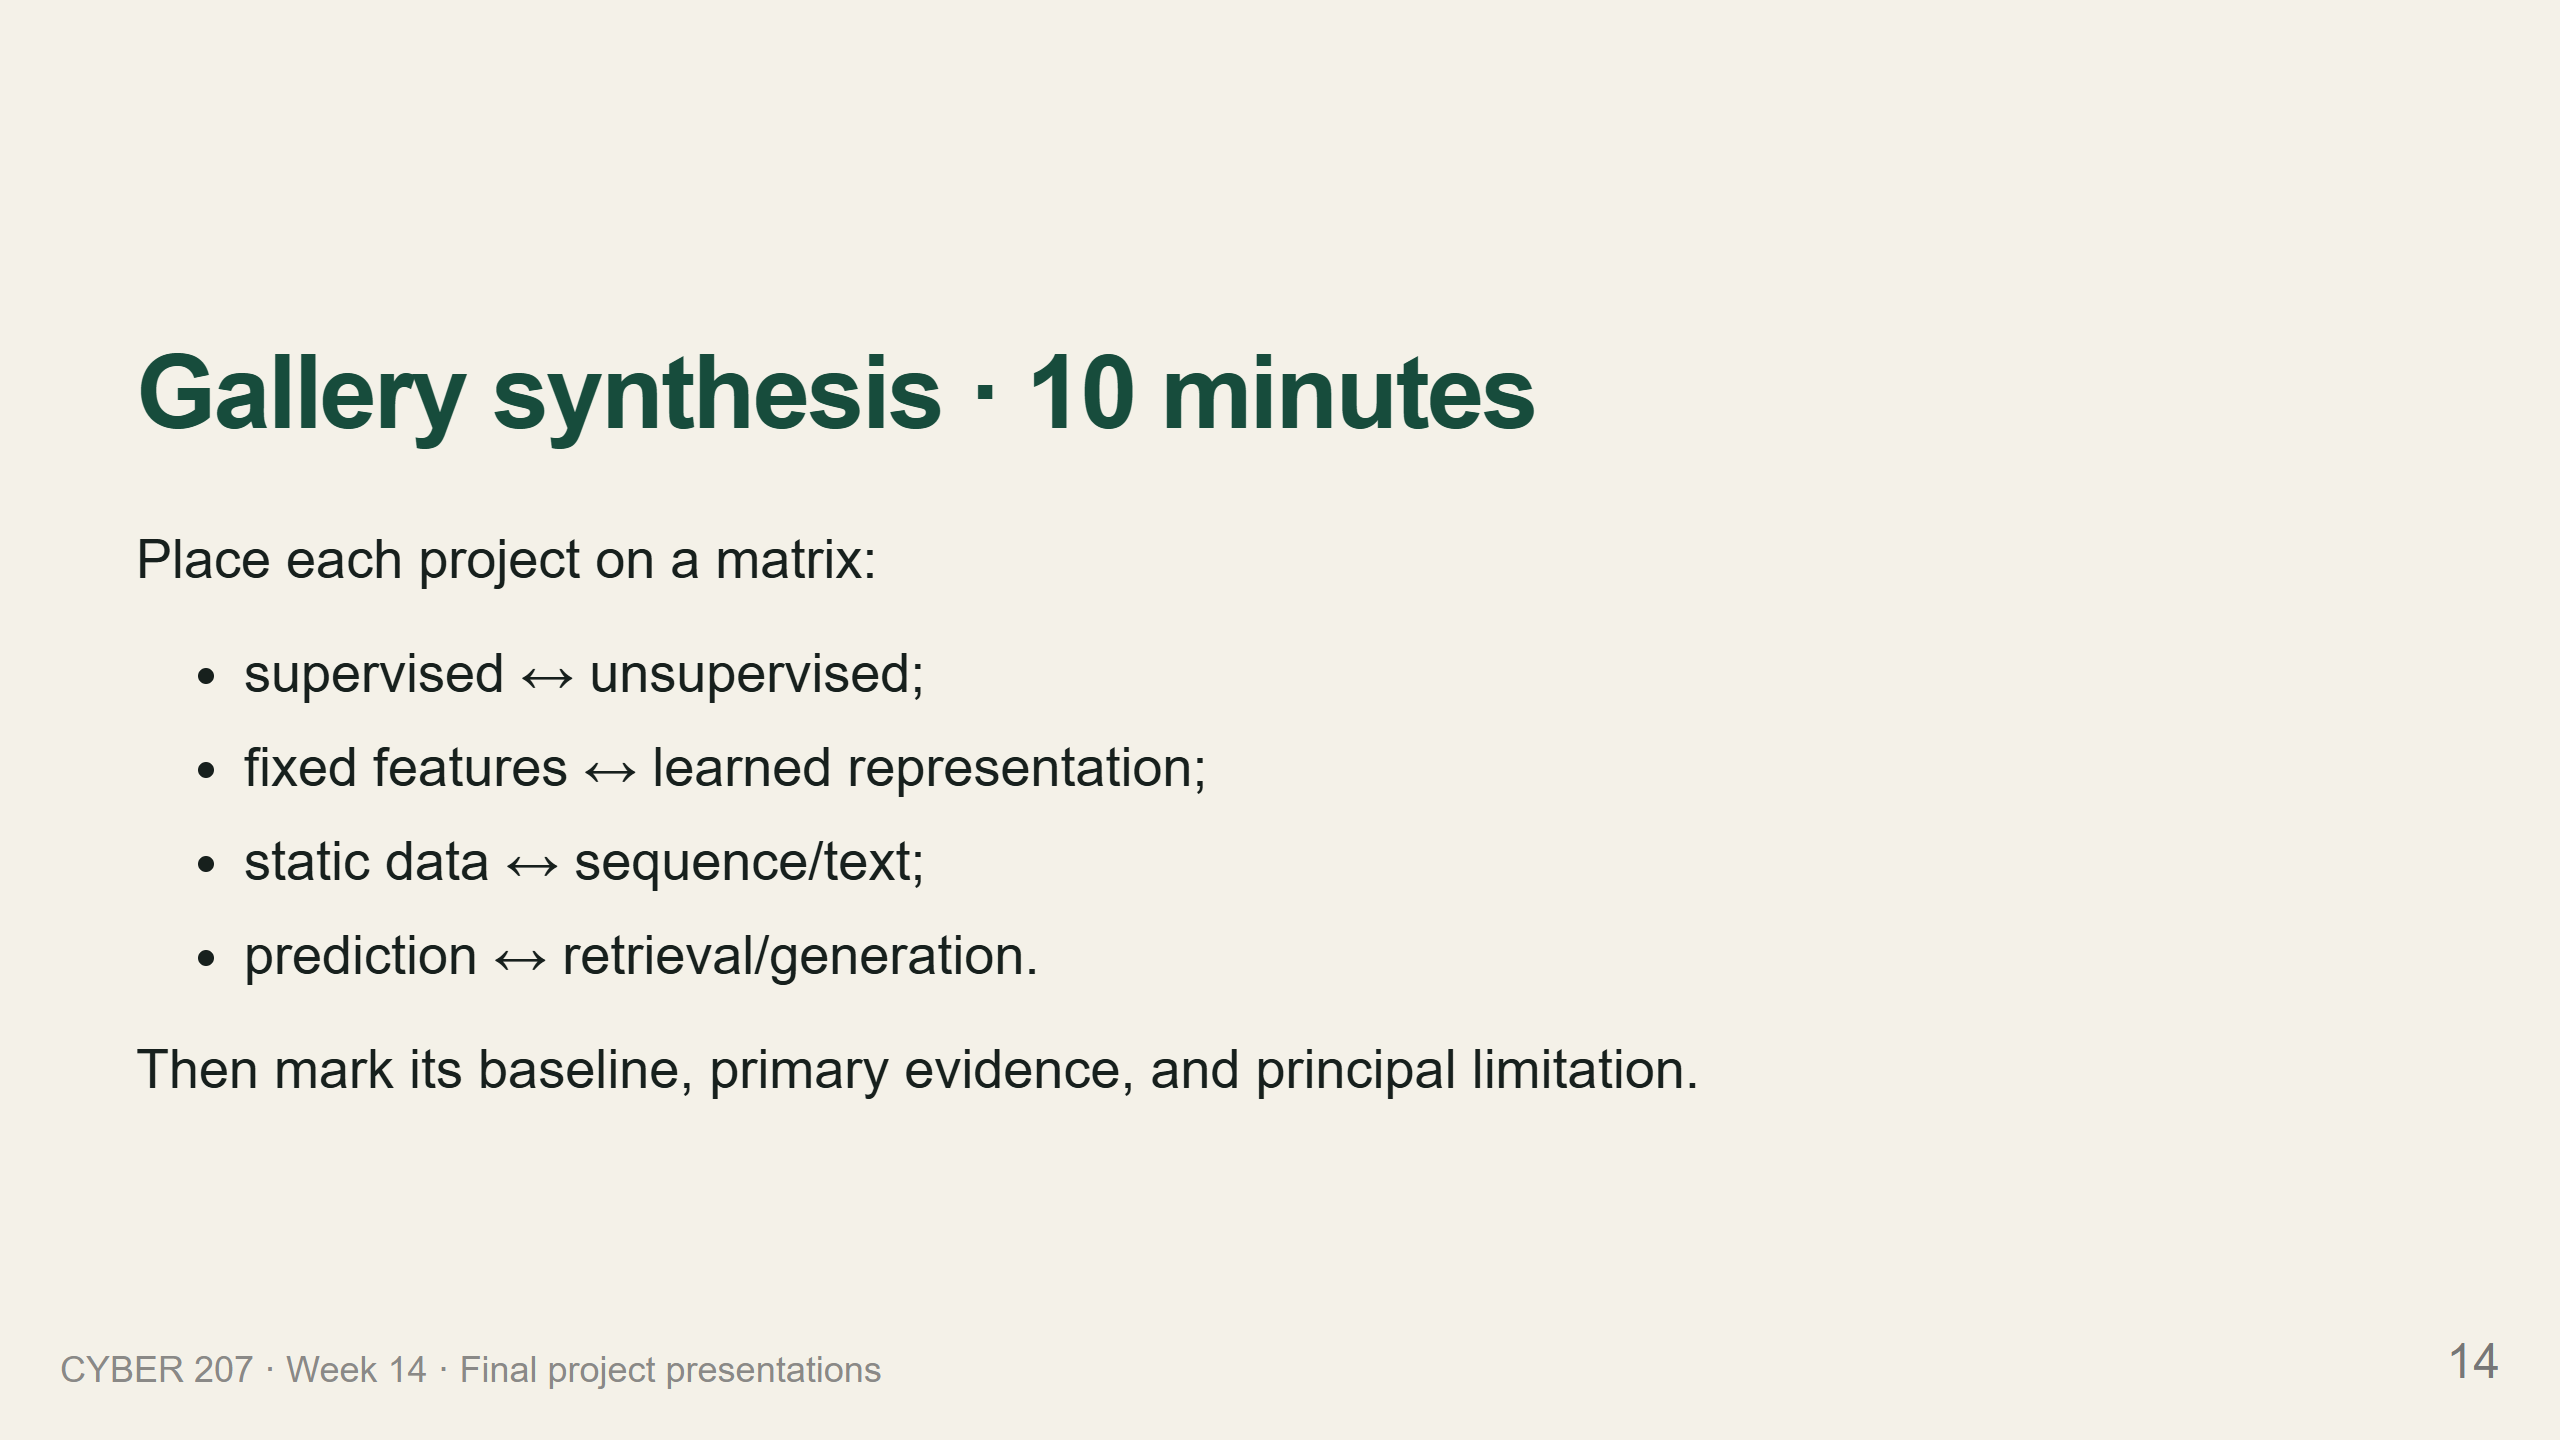 Gallery synthesis · 10 minutes
Place each project on a matrix:
• supervised ↔ unsupervised;
• fixed features ↔ learned representation;
• static data ↔ sequence/text;
• prediction ↔ retrieval/generation.
Then mark its baseline, primary evidence, and principal limitation.
CYBER 207 · Week 14 · Final project presentations
14